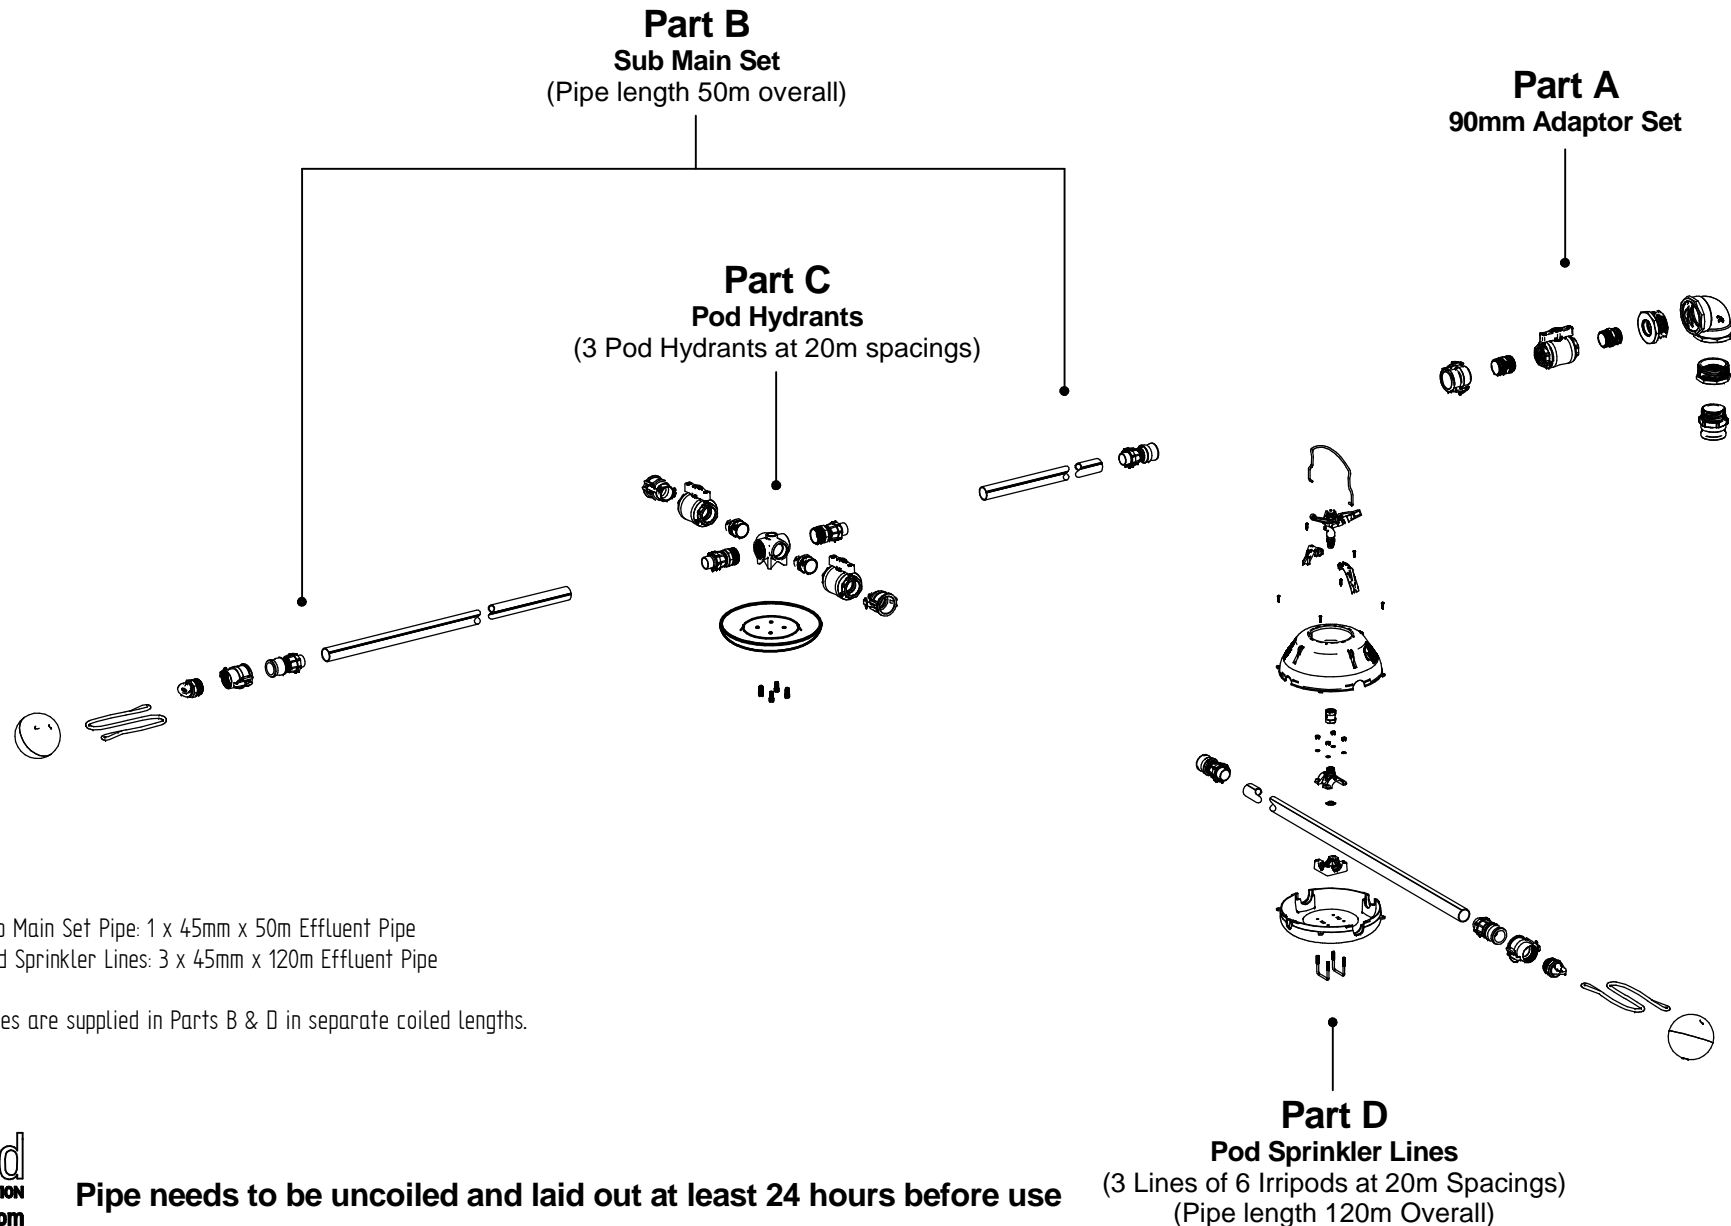 Part B
Sub Main Set
(Pipe length 50m overall)
Part A
90mm Adaptor Set
Part C
Pod Hydrants
(3 Pod Hydrants at 20m spacings)
Main Set Pipe: 1 x 45mm x 50m Effluent Pipe
Sprinkler Lines: 3 x 45mm x 120m Effluent Pipe
are supplied in Parts B & D in separate coiled lengths.
Part D
Pod Sprinkler Lines
(3 Lines of 6 Irripods at 20m Spacings)
(Pipe length 120m Overall)
Pipe needs to be uncoiled and laid out at least 24 hours before use